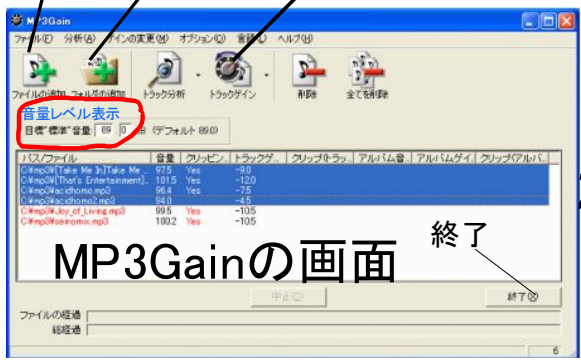 MP3Gain
ファイル(F) 分析(A) ゲインの変更(M) オプション(O) 言語(L) ヘルプ(H)
ファイルの追加 フォルダの追加 トラック分析 トラックゲイン 削除 全てを削除
音量レベル表示
目標"標準"音量: 89 .0 dB (デフォルト 89.0)
パス/ファイル 音量 クリッピン.. トラックゲ.. クリップ(トラッ.. アルバム音.. アルバムゲイ.. クリップ(アルバ..
C:¥mp3¥[Take Me In]Take Me .. 97.5 Yes -9.0
C:¥mp3¥[That's Entertainment].. 101.5 Yes -12.0
C:¥mp3¥acidhome.mp3 96.4 Yes -7.5
C:¥mp3¥acidhome2.mp3 94.0 -4.5
C:¥mp3¥Joy_of_Living.mp3 99.5 Yes -10.5
C:¥mp3¥seinomix.mp3 100.2 Yes -10.5
MP3Gainの画面
終了
中止(C) 終了(X)
ファイルの経過
総経過
6